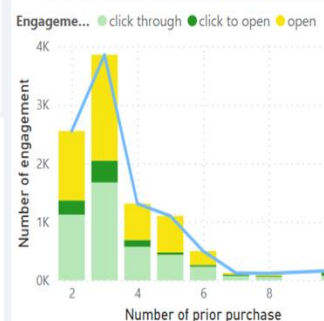 Engageme... click through click to open open
4K
3K
2K
1K
0K
Number of engagement
2 4 6 8
Number of prior purchase